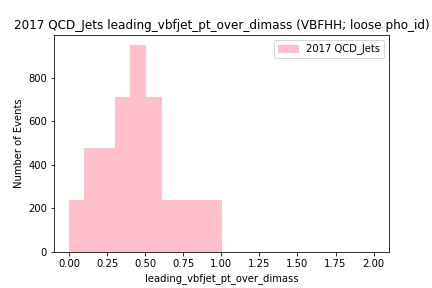 2017 QCD_Jets leading_vbfjet_pt_over_dimass (VBFHH; loose pho_id)
2017 QCD_Jets
Number of Events
800
600
400
200
0
0.00 0.25 0.50 0.75 1.00 1.25 1.50 1.75 2.00
leading_vbfjet_pt_over_dimass